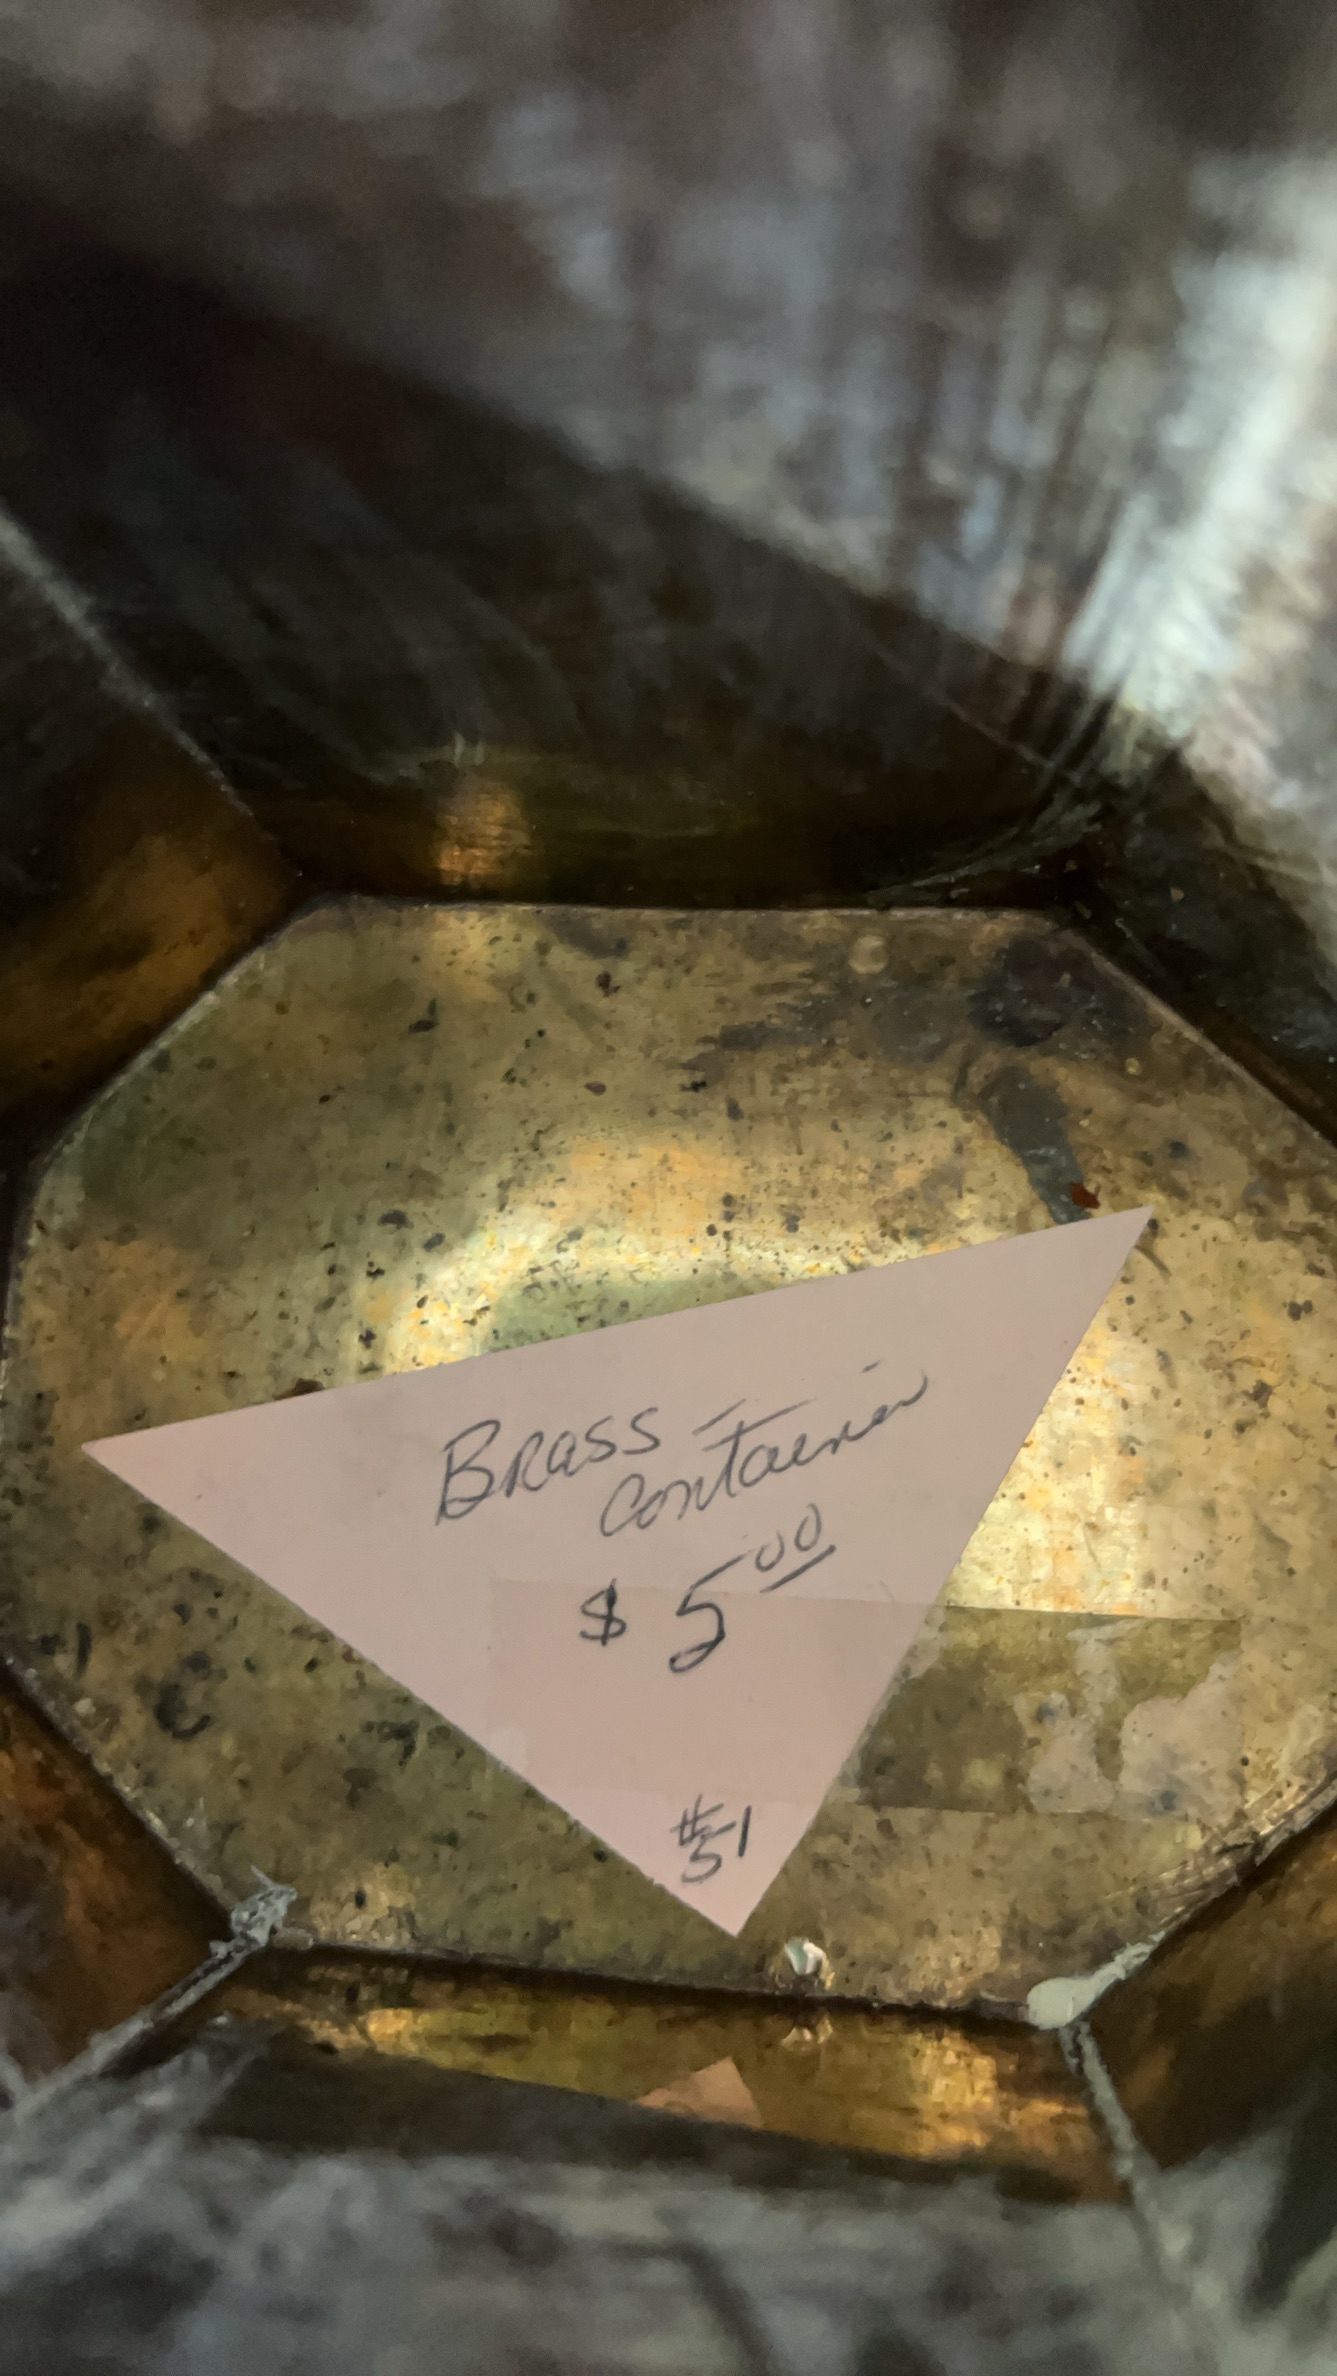 Brass
container
$ 5.00
#51